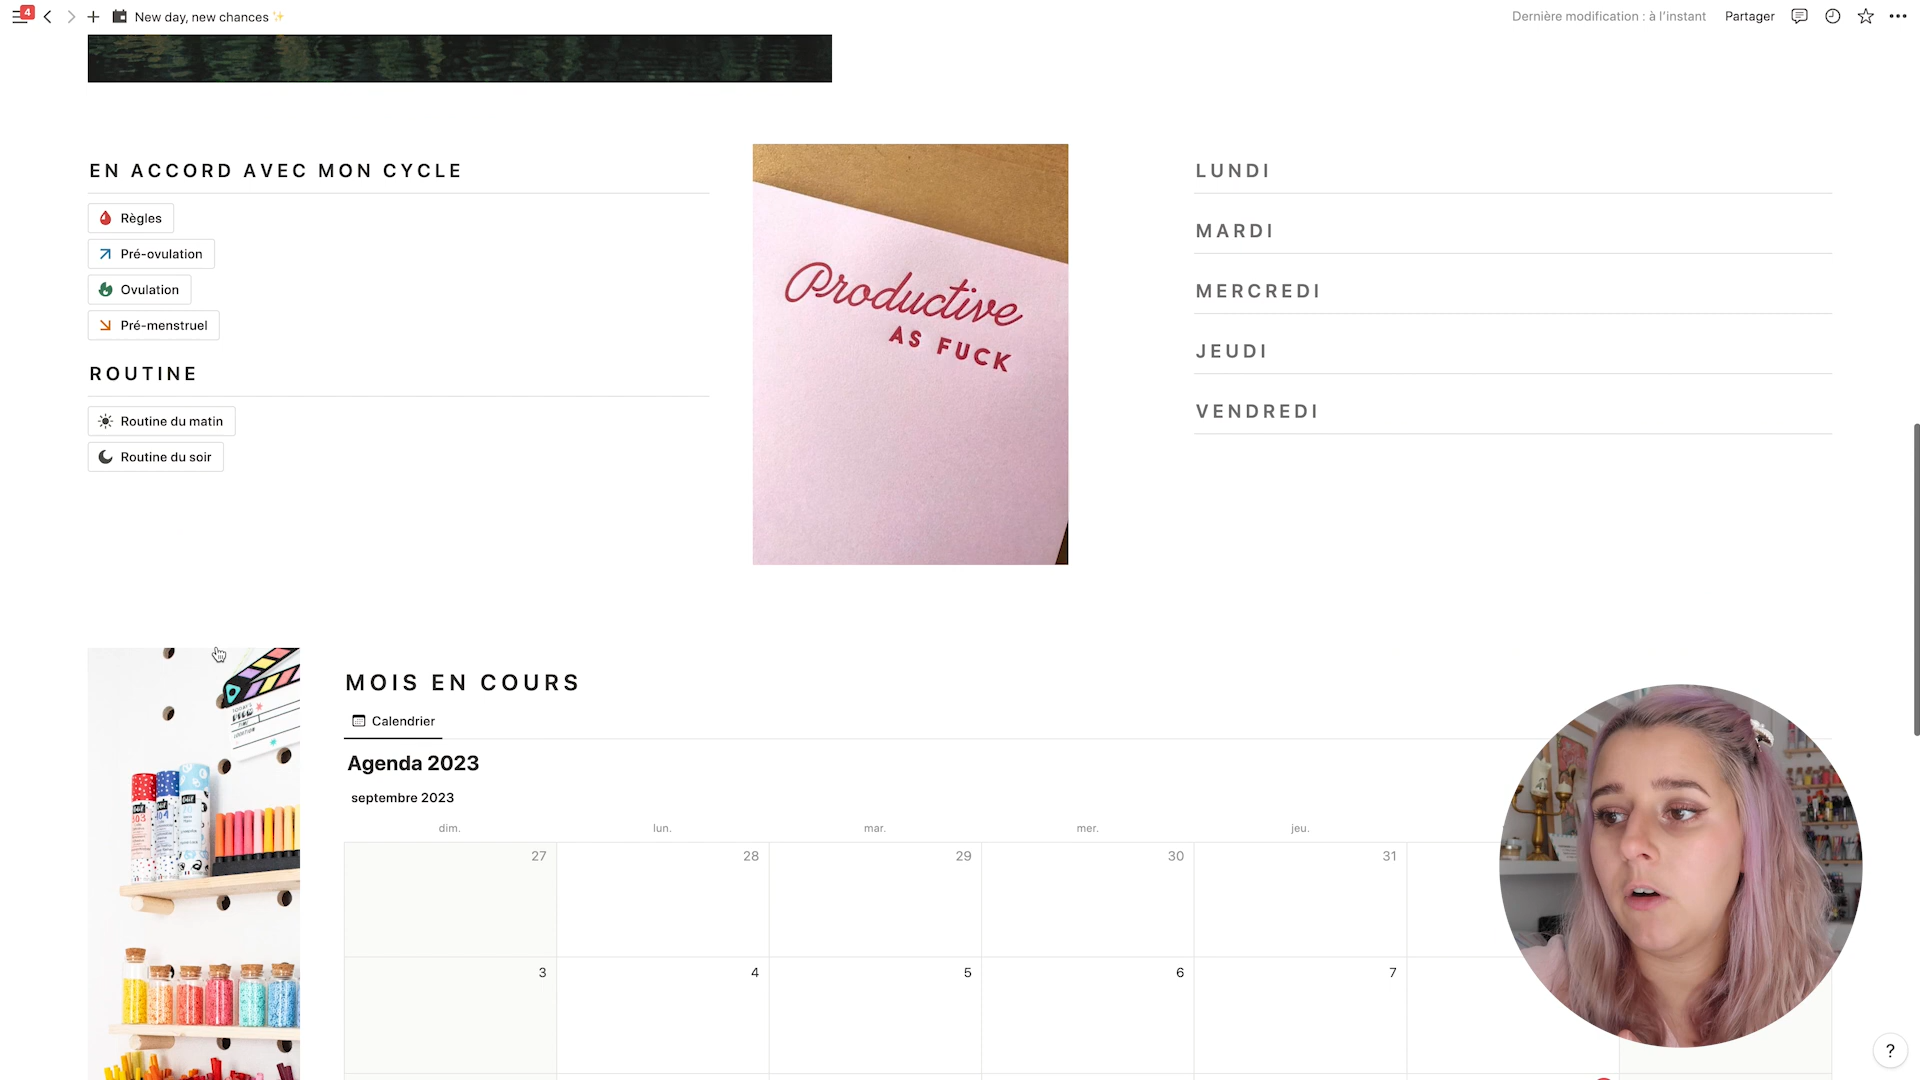 4
New day, new chances ✨
Dernière modification : à l'instant
Partager
EN ACCORD AVEC MON CYCLE
Règles
Pré-ovulation
Ovulation
Pré-menstruel
ROUTINE
Routine du matin
Routine du soir
Productive
AS FUCK
LUNDI
MARDI
MERCREDI
JEUDI
VENDREDI
MOIS EN COURS
Calendrier
Agenda 2023
septembre 2023
dim. lun. mar. mer. jeu.
27 28 29 30 31
3 4 5 6 7
?